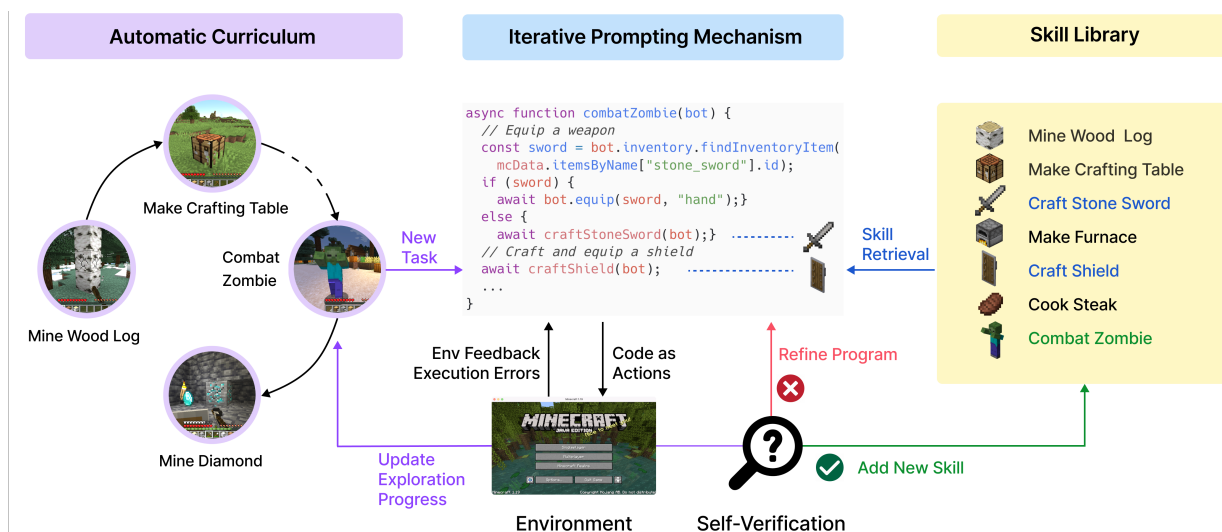 Automatic Curriculum
Iterative Prompting Mechanism
Skill Library
Make Crafting Table
Combat
Zombie
Mine Wood Log
Mine Diamond
New
Task
async function combatZombie(bot) {
// Equip a weapon
const sword = bot.inventory.findInventoryItem(
mcData.itemsByName["stone_sword"].id);
if (sword) {
await bot.equip(sword, "hand");}
else {
await craftStoneSword(bot);}
// Craft and equip a shield
await craftShield(bot);
...
}
Skill
Retrieval
Mine Wood Log
Make Crafting Table
Craft Stone Sword
Make Furnace
Craft Shield
Cook Steak
Combat Zombie
Env Feedback
Execution Errors
Code as
Actions
Refine Program
Update
Exploration
Progress
MINECRAFT
JAVA EDITION
?
Add New Skill
Environment
Self-Verification